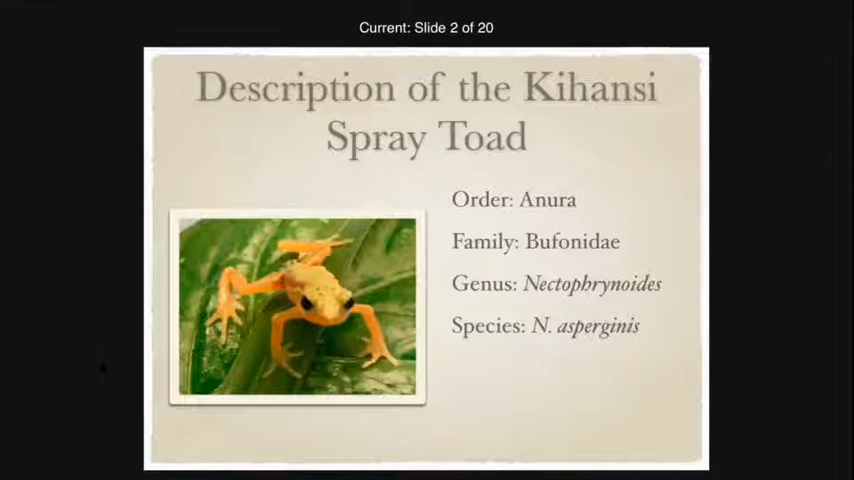 Current: Slide 2 of 20
Description of the Kihansi
Spray Toad
Order: Anura
Family: Bufonidae
Genus: Nectophrynoides
Species: N. asperginis